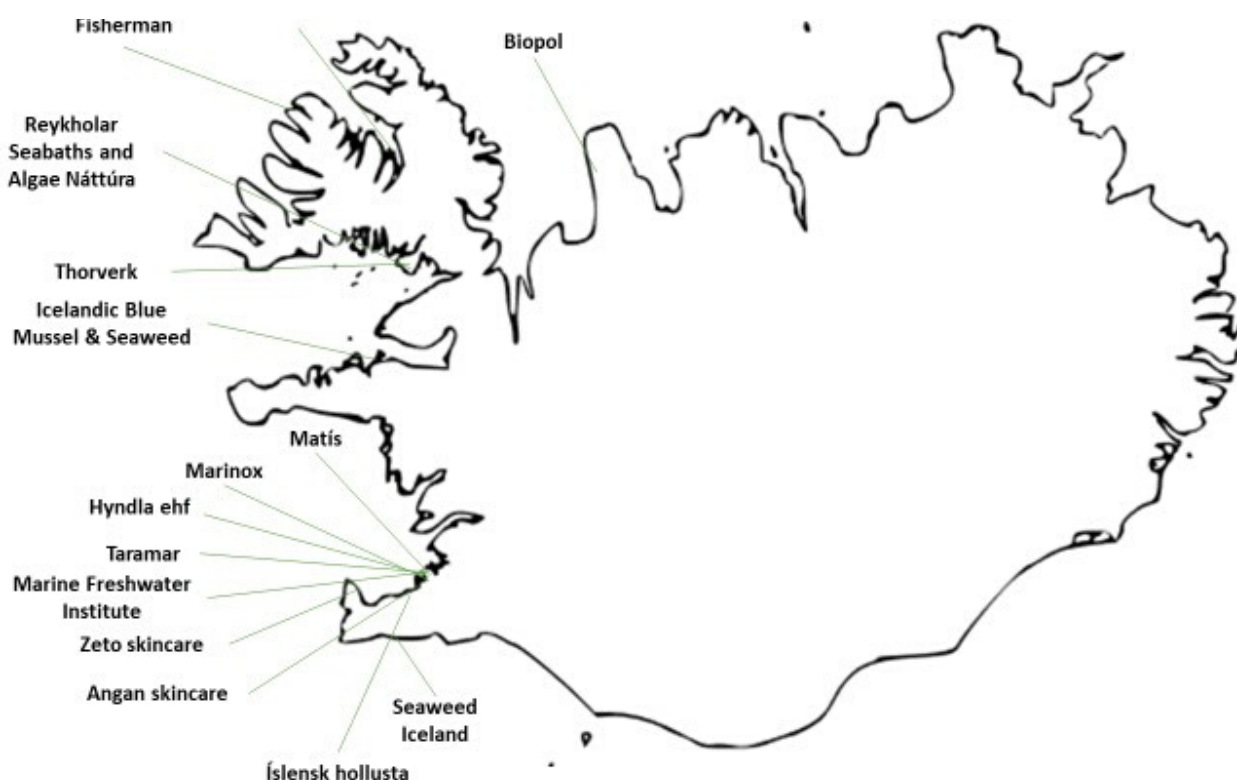 Fisherman
Biopol
Reykholar
Seabaths and
Algae Náttúra
Thorverk
Icelandic Blue
Mussel & Seaweed
Matís
Marinox
Hyndla ehf
Taramar
Marine Freshwater
Institute
Zeto skincare
Angan skincare
Seaweed
Iceland
Íslensk hollusta